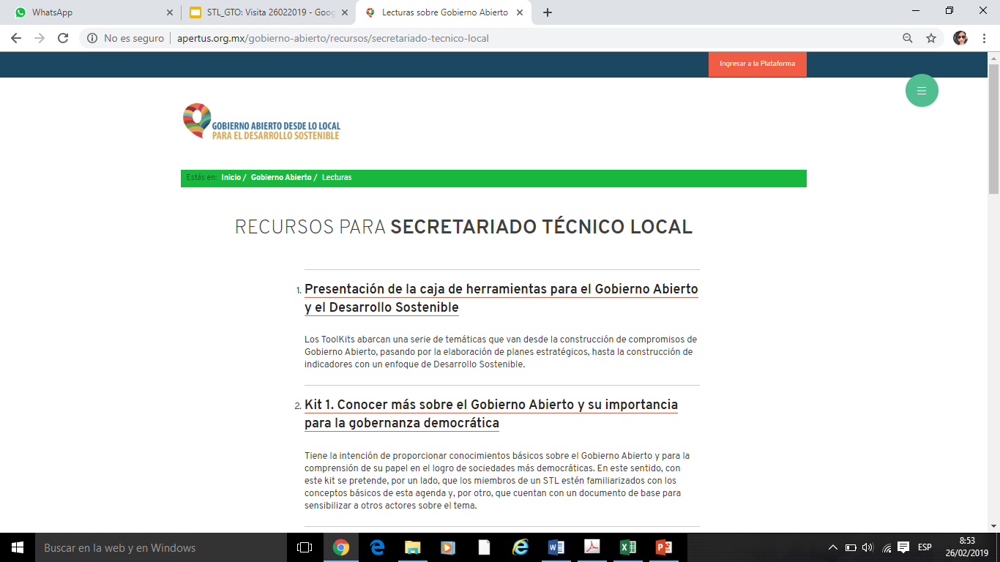 WhatsApp
STL_GTO: Visita 26022019 - Goog
Lecturas sobre Gobierno Abierto
No es seguro
apertus.org.mx/gobierno-abierto/recursos/secretariado-tecnico-local
Ingresar a la Plataforma
GOBIERNO ABIERTO DESDE LO LOCAL
PARA EL DESARROLLO SOSTENIBLE
Estás en: Inicio / Gobierno Abierto / Lecturas
RECURSOS PARA SECRETARIADO TÉCNICO LOCAL
1. Presentación de la caja de herramientas para el Gobierno Abierto
y el Desarrollo Sostenible
Los ToolKits abarcan una serie de temáticas que van desde la construcción de compromisos de
Gobierno Abierto, pasando por la elaboración de planes estratégicos, hasta la construcción de
indicadores con un enfoque de Desarrollo Sostenible.
2. Kit 1. Conocer más sobre el Gobierno Abierto y su importancia
para la gobernanza democrática
Tiene la intención de proporcionar conocimientos básicos sobre el Gobierno Abierto y para la
comprensión de su papel en el logro de sociedades más democráticas. En este sentido, con
este kit se pretende, por un lado, que los miembros de un STL estén familiarizados con los
conceptos básicos de esta agenda y, por otro, que cuentan con un documento de base para
sensibilizar a otros actores sobre el tema.
Buscar en la web y en Windows
ESP
8:53
26/02/2019